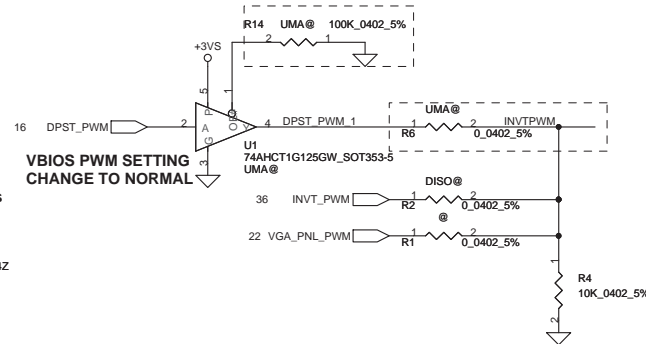 R14 UMA@ 100K_0402_5%
2 1
+3VS
5
1
P
OE#
16 DPST_PWM 2 A Y 4 DPST_PWM_1
G
3
U1
74AHCT1G125GW_SOT353-5
UMA@
VBIOS PWM SETTING
CHANGE TO NORMAL
UMA@
1 2 INVTPWM
R6 0_0402_5%
DISO@
36 INVT_PWM 1 2
R2 0_0402_5%
@
22 VGA_PNL_PWM 1 2
R1 0_0402_5%
1
R4
10K_0402_5%
2
S
4Z